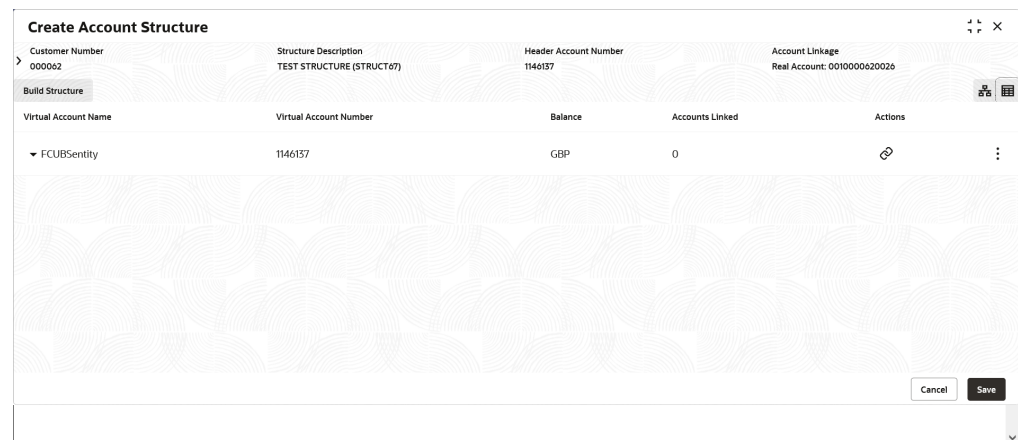 Create Account Structure
Customer Number Structure Description Header Account Number Account Linkage
000062 TEST STRUCTURE (STRUCT67) 1146137 Real Account: 0010000620026
Build Structure
Virtual Account Name Virtual Account Number Balance Accounts Linked Actions
FCUBSentity 1146137 GBP 0
Cancel Save